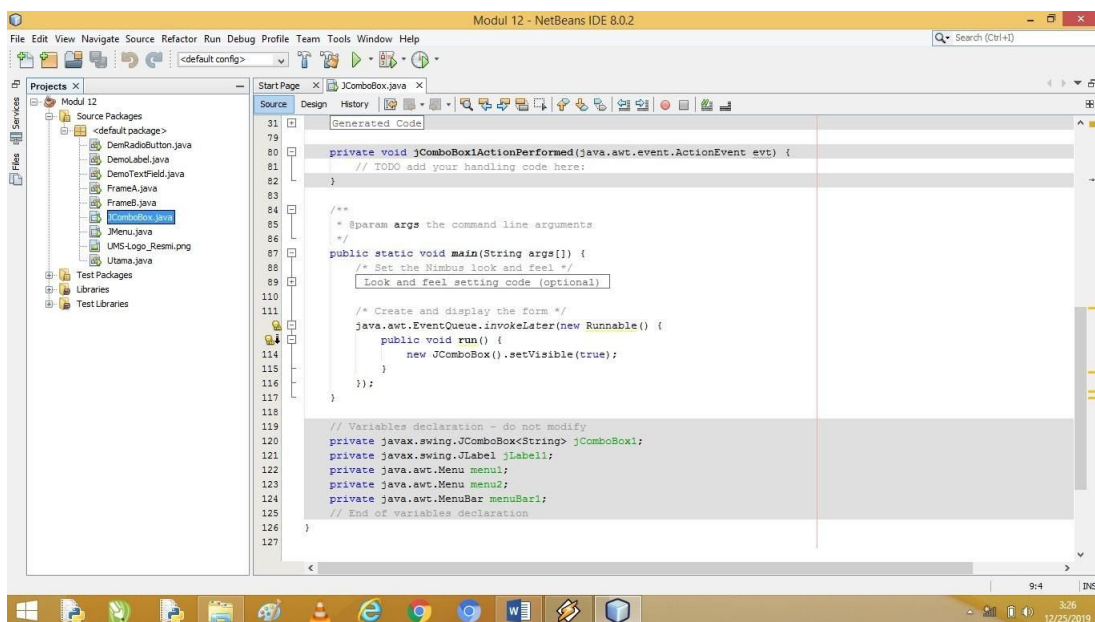 Modul 12 - NetBeans IDE 8.0.2
File Edit View Navigate Source Refactor Run Debug Profile Team Tools Window Help
Search (Ctrl+I)
<default config>
Projects
Services
Files
Modul 12
Source Packages
<default package>
DemRadioButton.java
DemoLabel.java
DemoTextField.java
FrameA.java
FrameB.java
JComboBox.java
JMenu.java
UMS-Logo_Resmi.png
Utama.java
Test Packages
Libraries
Test Libraries
Start Page JComboBox.java
Source Design History
31 Generated Code
79
80 private void jComboBox1ActionPerformed(java.awt.event.ActionEvent evt) {
81 // TODO add your handling code here:
82 }
83
84 /**
85 * @param args the command line arguments
86 */
87 public static void main(String args[]) {
88 /* Set the Nimbus look and feel */
89 Look and feel setting code (optional)
110
111 /* Create and display the form */
java.awt.EventQueue.invokeLater(new Runnable() {
public void run() {
114 new JComboBox().setVisible(true);
115 }
116 });
117 }
118
119 // Variables declaration - do not modify
120 private javax.swing.JComboBox<String> jComboBox1;
121 private javax.swing.JLabel jLabel1;
122 private java.awt.Menu menu1;
123 private java.awt.Menu menu2;
124 private java.awt.MenuBar menuBar1;
125 // End of variables declaration
126 }
127
9:4 INS
3:26
12/25/2019